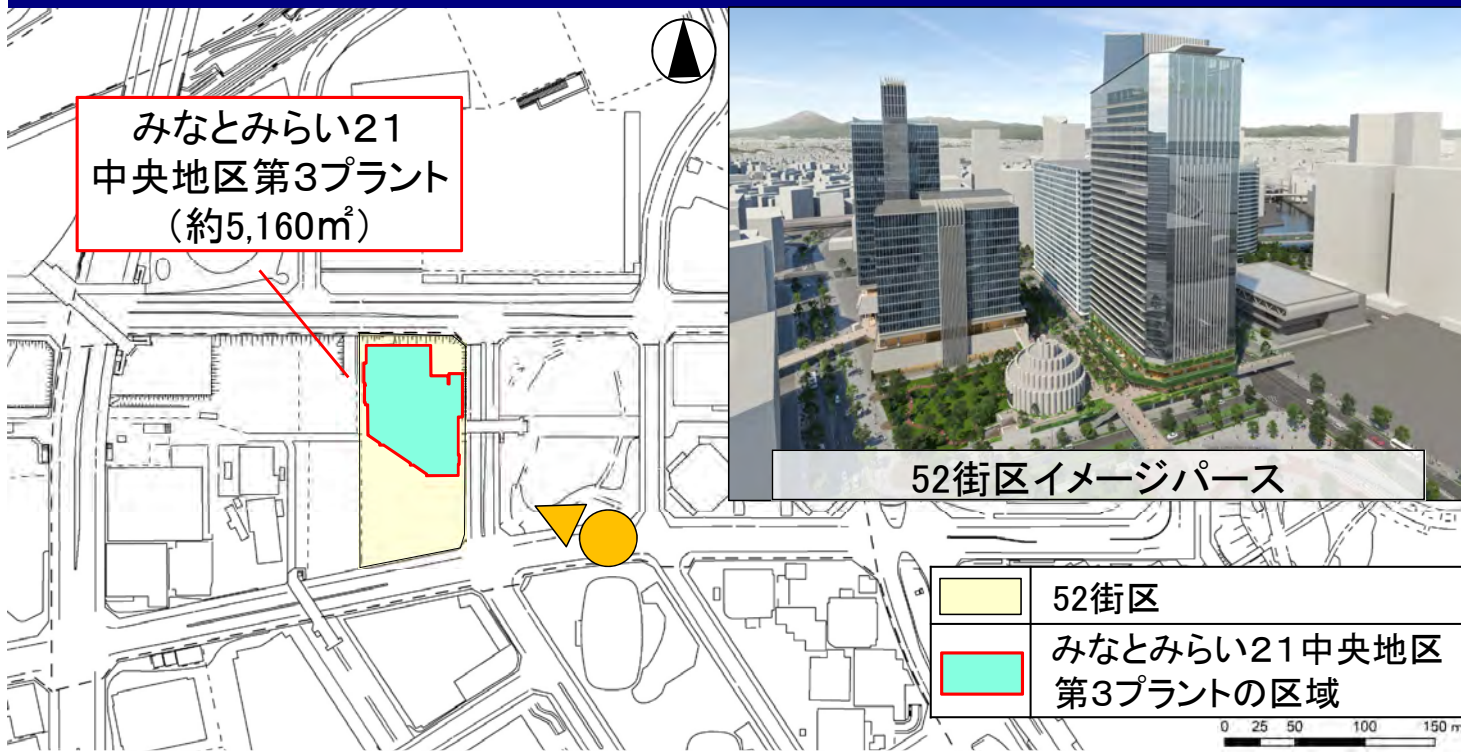 みなとみらい21
中央地区第3プラント
(約5,160㎡)
52街区イメージパース
52街区
みなとみらい21中央地区
第3プラントの区域
0 25 50 100 150 m